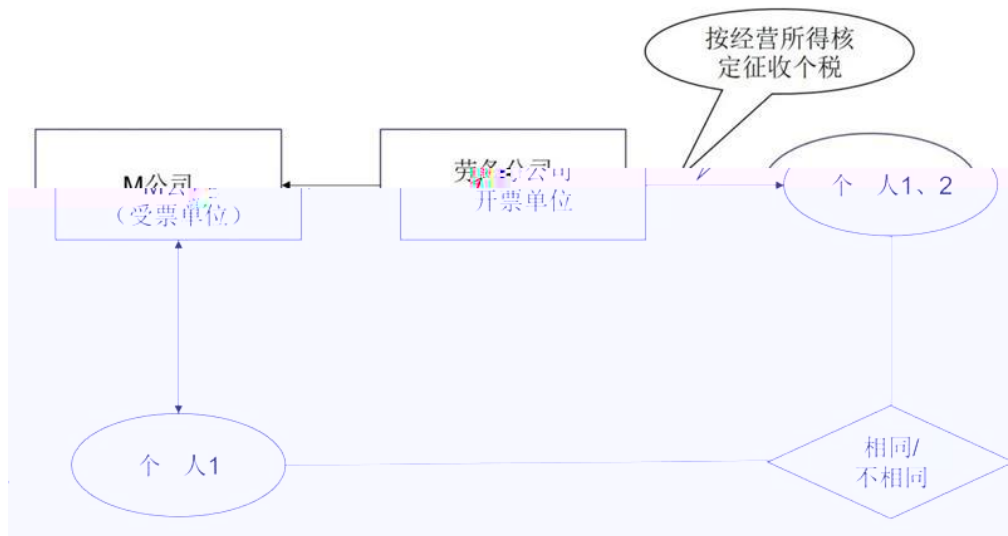 按经营所得核
定征收个税
M公司
（受票单位）
劳务公司
开票单位
个 人1、2
个 人1
相同/
不相同